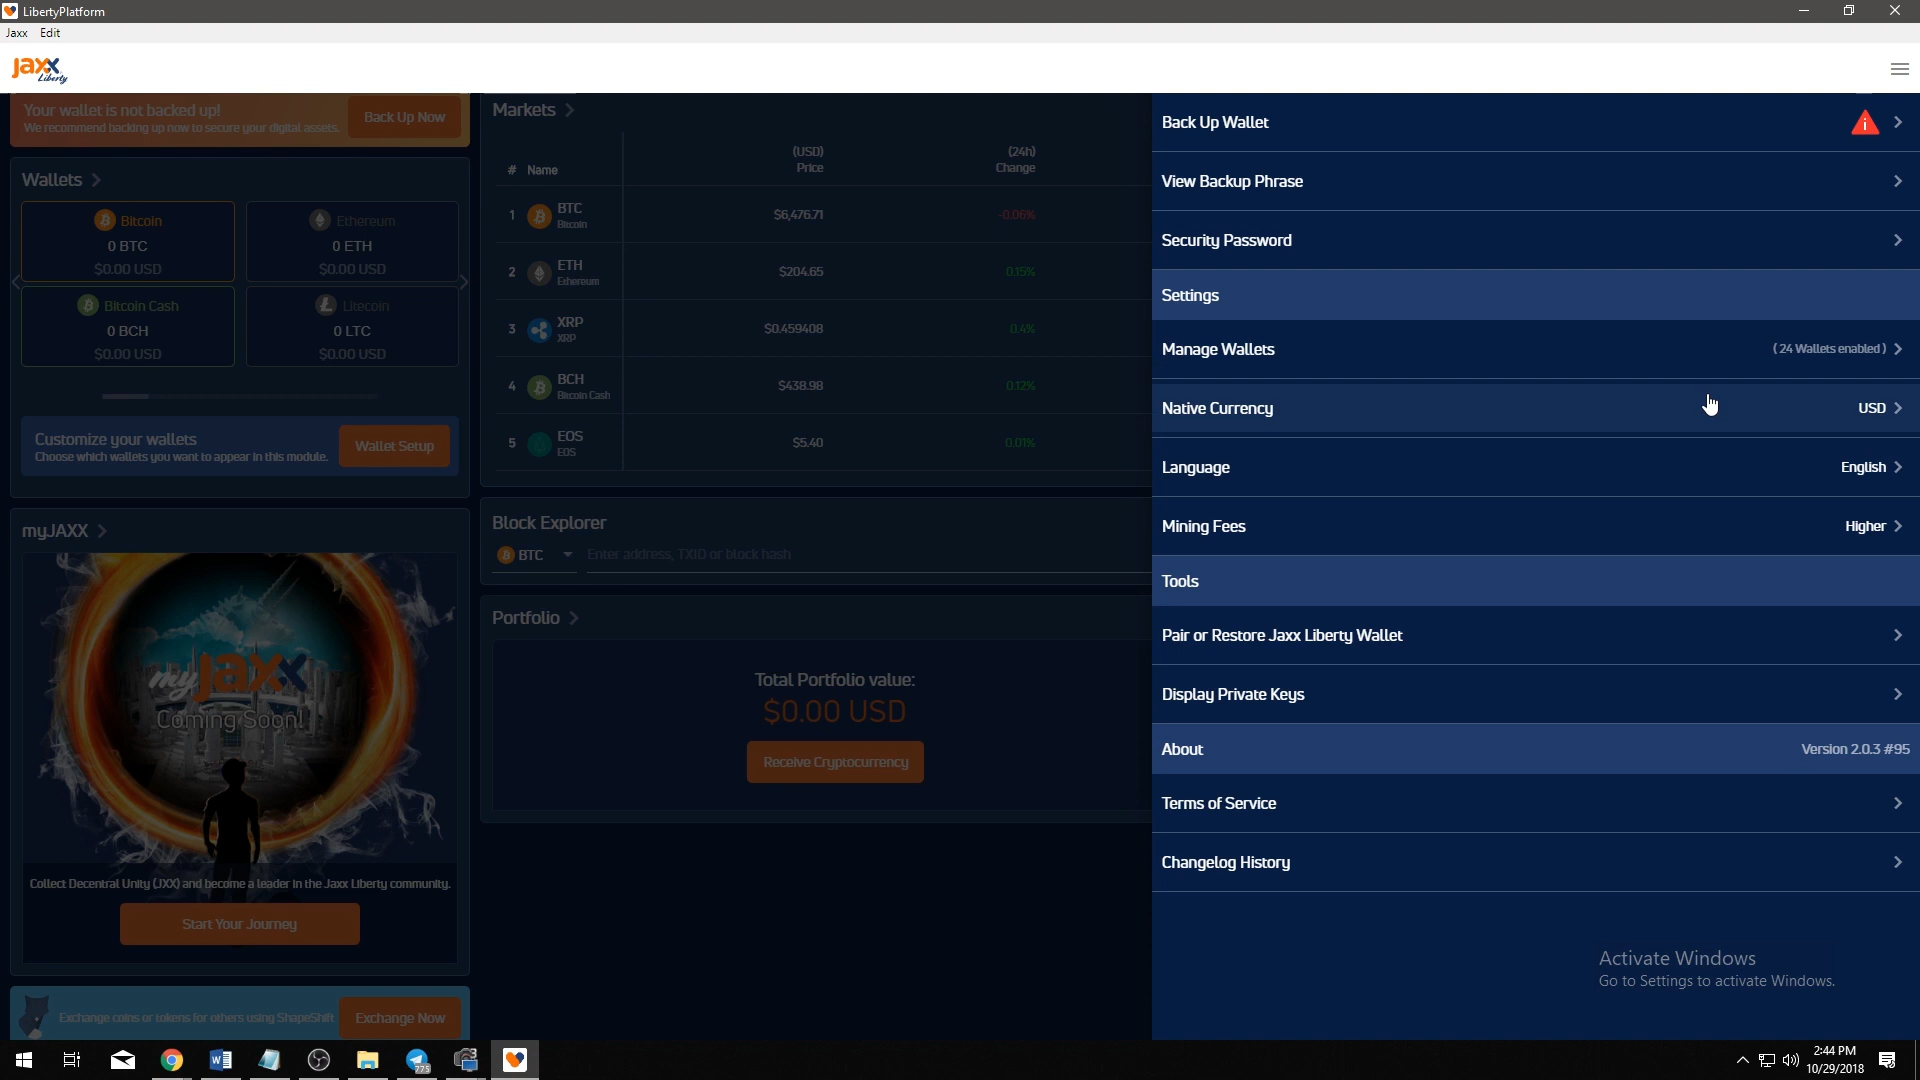 LibertyPlatform
Jaxx Edit
jaxx
Liberty
Your wallet is not backed up!
We recommend backing up now to secure your digital assets.
Back Up Now
Wallets
Bitcoin
0 BTC
$0.00 USD
Ethereum
0 ETH
$0.00 USD
Bitcoin Cash
0 BCH
$0.00 USD
Litecoin
0 LTC
$0.00 USD
Customize your wallets
Choose which wallets you want to appear in this module.
Wallet Setup
myJAXX
my jaxx
Coming Soon!
Collect Decentral Unity (JXX) and become a leader in the Jaxx Liberty community.
Start Your Journey
Exchange coins or tokens for others using ShapeShift
Exchange Now
Markets
# Name
(USD)
Price
(24h)
Change
1 BTC
Bitcoin
$6,476.71 -0.06%
2 ETH
Ethereum
$204.65 0.15%
3 XRP
XRP
$0.459408 0.4%
4 BCH
Bitcoin Cash
$438.98 0.12%
5 EOS
EOS
$5.40 0.01%
Block Explorer
BTC Enter address, TXID or block hash
Portfolio
Total Portfolio value:
$0.00 USD
Receive Cryptocurrency
Back Up Wallet
View Backup Phrase
Security Password
Settings
Manage Wallets ( 24 Wallets enabled )
Native Currency USD
Language English
Mining Fees Higher
Tools
Pair or Restore Jaxx Liberty Wallet
Display Private Keys
About Version 2.0.3 #95
Terms of Service
Changelog History
Activate Windows
Go to Settings to activate Windows.
775
3
2:44 PM
10/29/2018